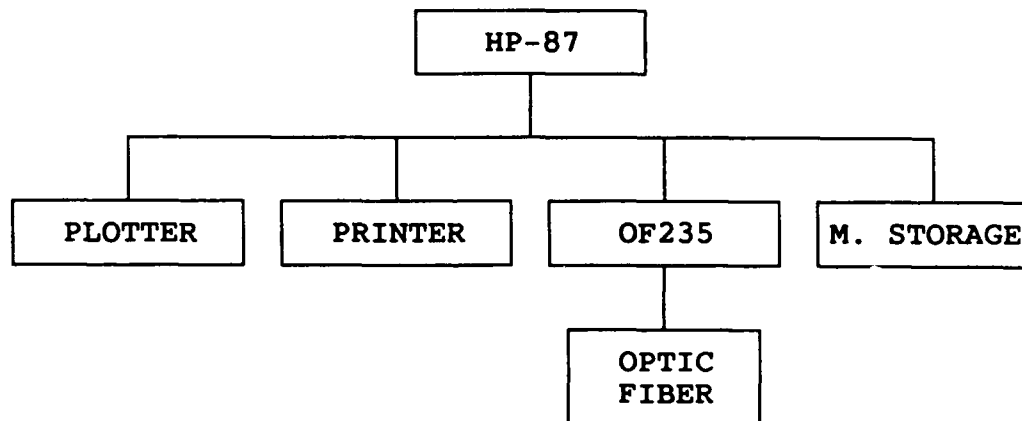 HP-87
PLOTTER
PRINTER
OF235
M. STORAGE
OPTIC
FIBER